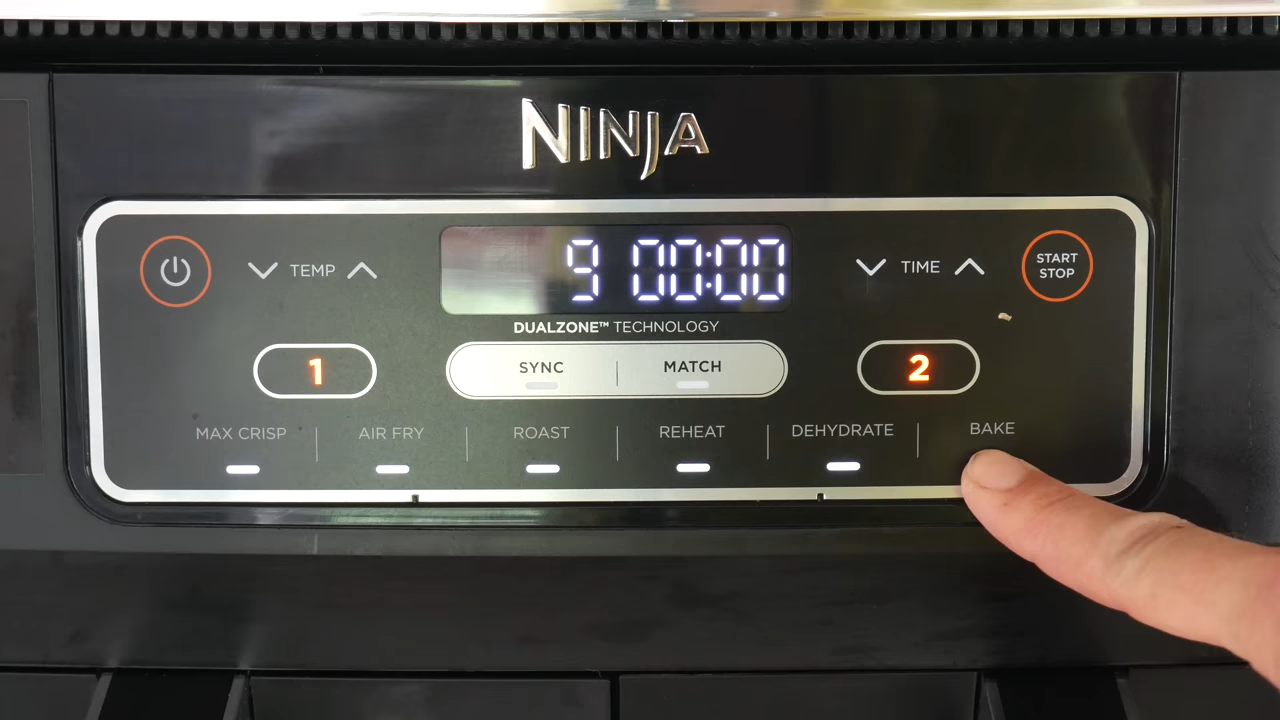 NINJA
TEMP
9 00:00
TIME
START
STOP
DUALZONE™ TECHNOLOGY
1
SYNC
MATCH
2
MAX CRISP
AIR FRY
ROAST
REHEAT
DEHYDRATE
BAKE